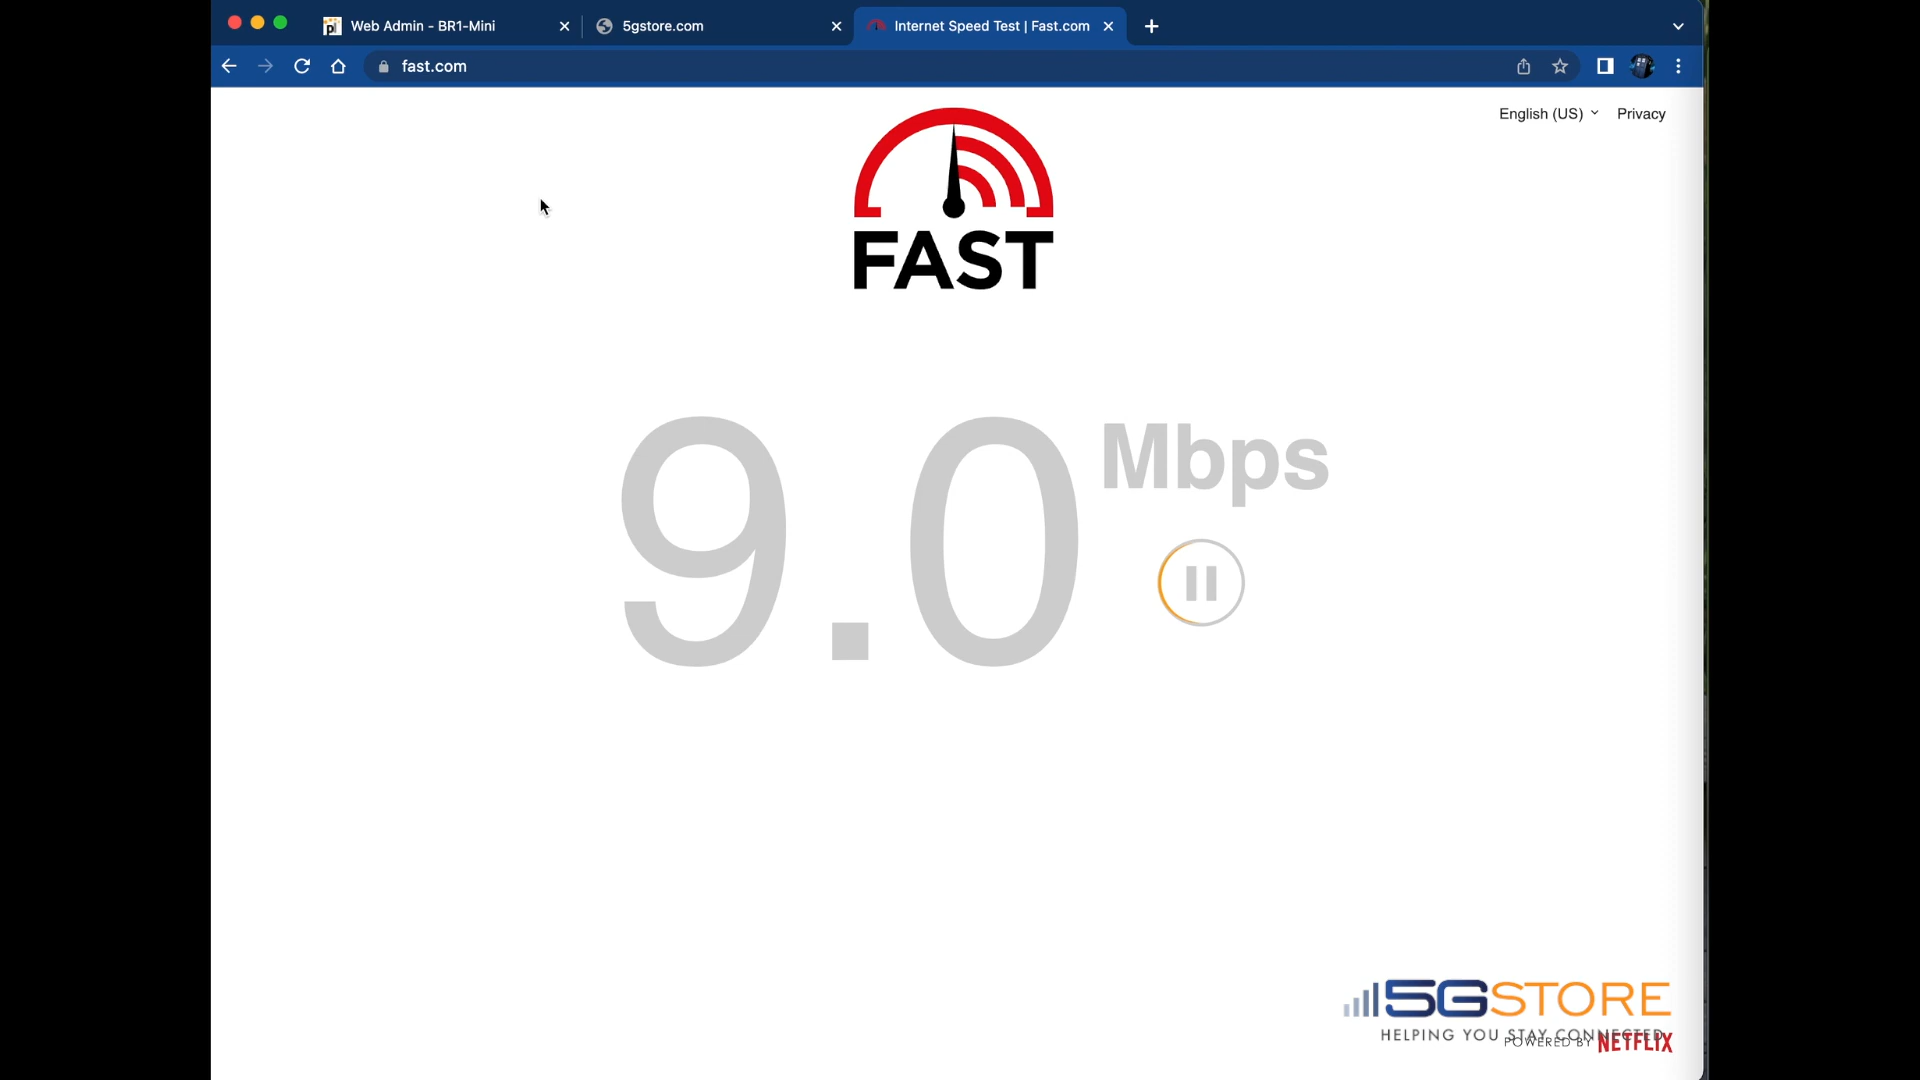 Web Admin - BR1-Mini
5gstore.com
Internet Speed Test | Fast.com
fast.com
English (US)
Privacy
FAST
9.0 Mbps
5GSTORE
HELPING YOU STAY CONNECTED
POWERED BY NETFLIX